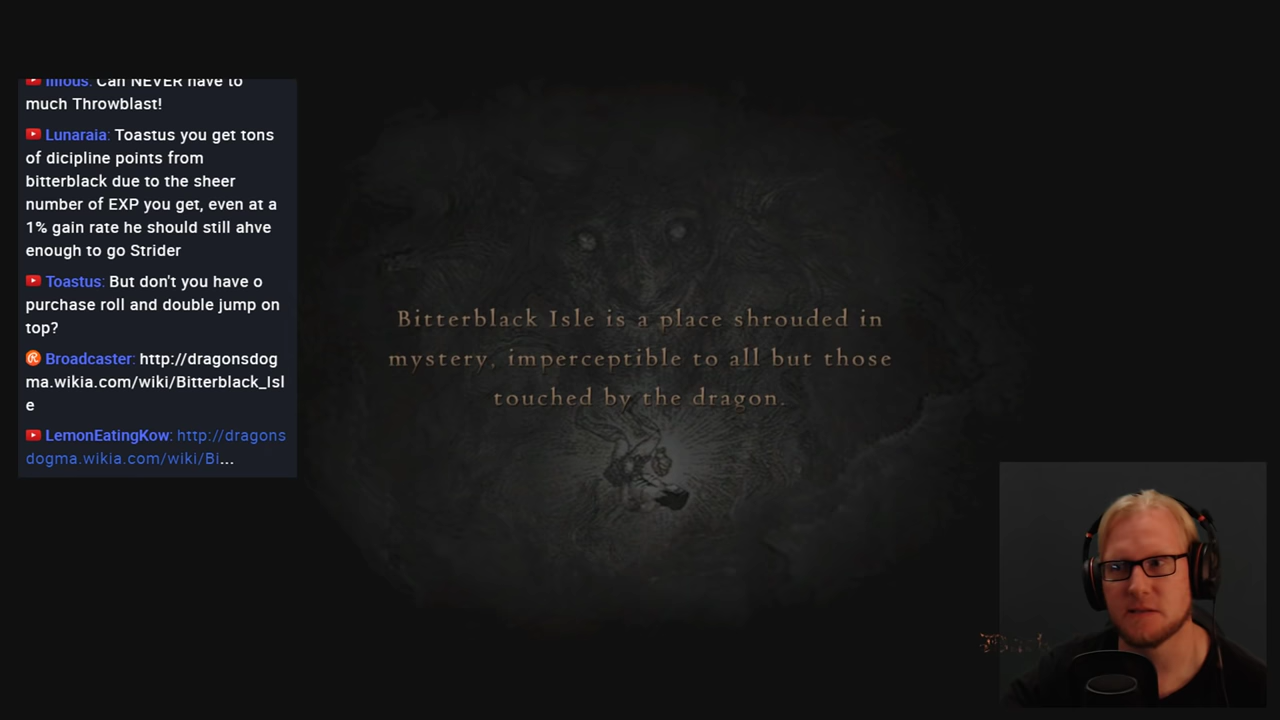 Can NEVER have to
much Throwblast!
Lunaraia: Toastus you get tons
of dicipline points from
bitterblack due to the sheer
number of EXP you get, even at a
1% gain rate he should still ahve
enough to go Strider
Toastus: But don't you have o
purchase roll and double jump on
top?
Broadcaster: http://dragonsdog
ma.wikia.com/wiki/Bitterblack_Isl
e
LemonEatingKow: http://dragons
dogma.wikia.com/wiki/Bi...
Bitterblack Isle is a place shrouded in
mystery, imperceptible to all but those
touched by the dragon.